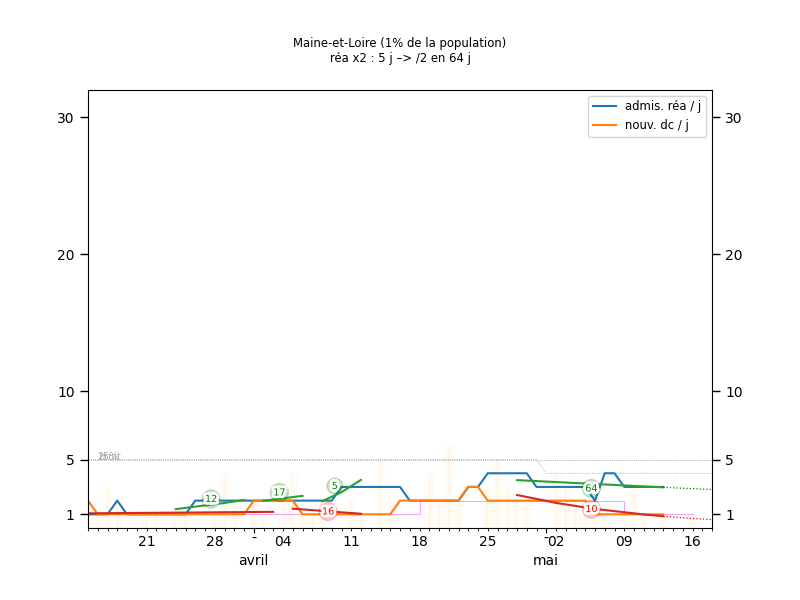 Maine-et-Loire (1% de la population)
réa x2 : 5 j –> /2 en 64 j
admis. réa / j
nouv. dc / j
30 30
20 20
10 10
5 5
1 1
12 17 5 16 64 10
21 28 - 04 11 18 25 - 02 09 16
avril mai